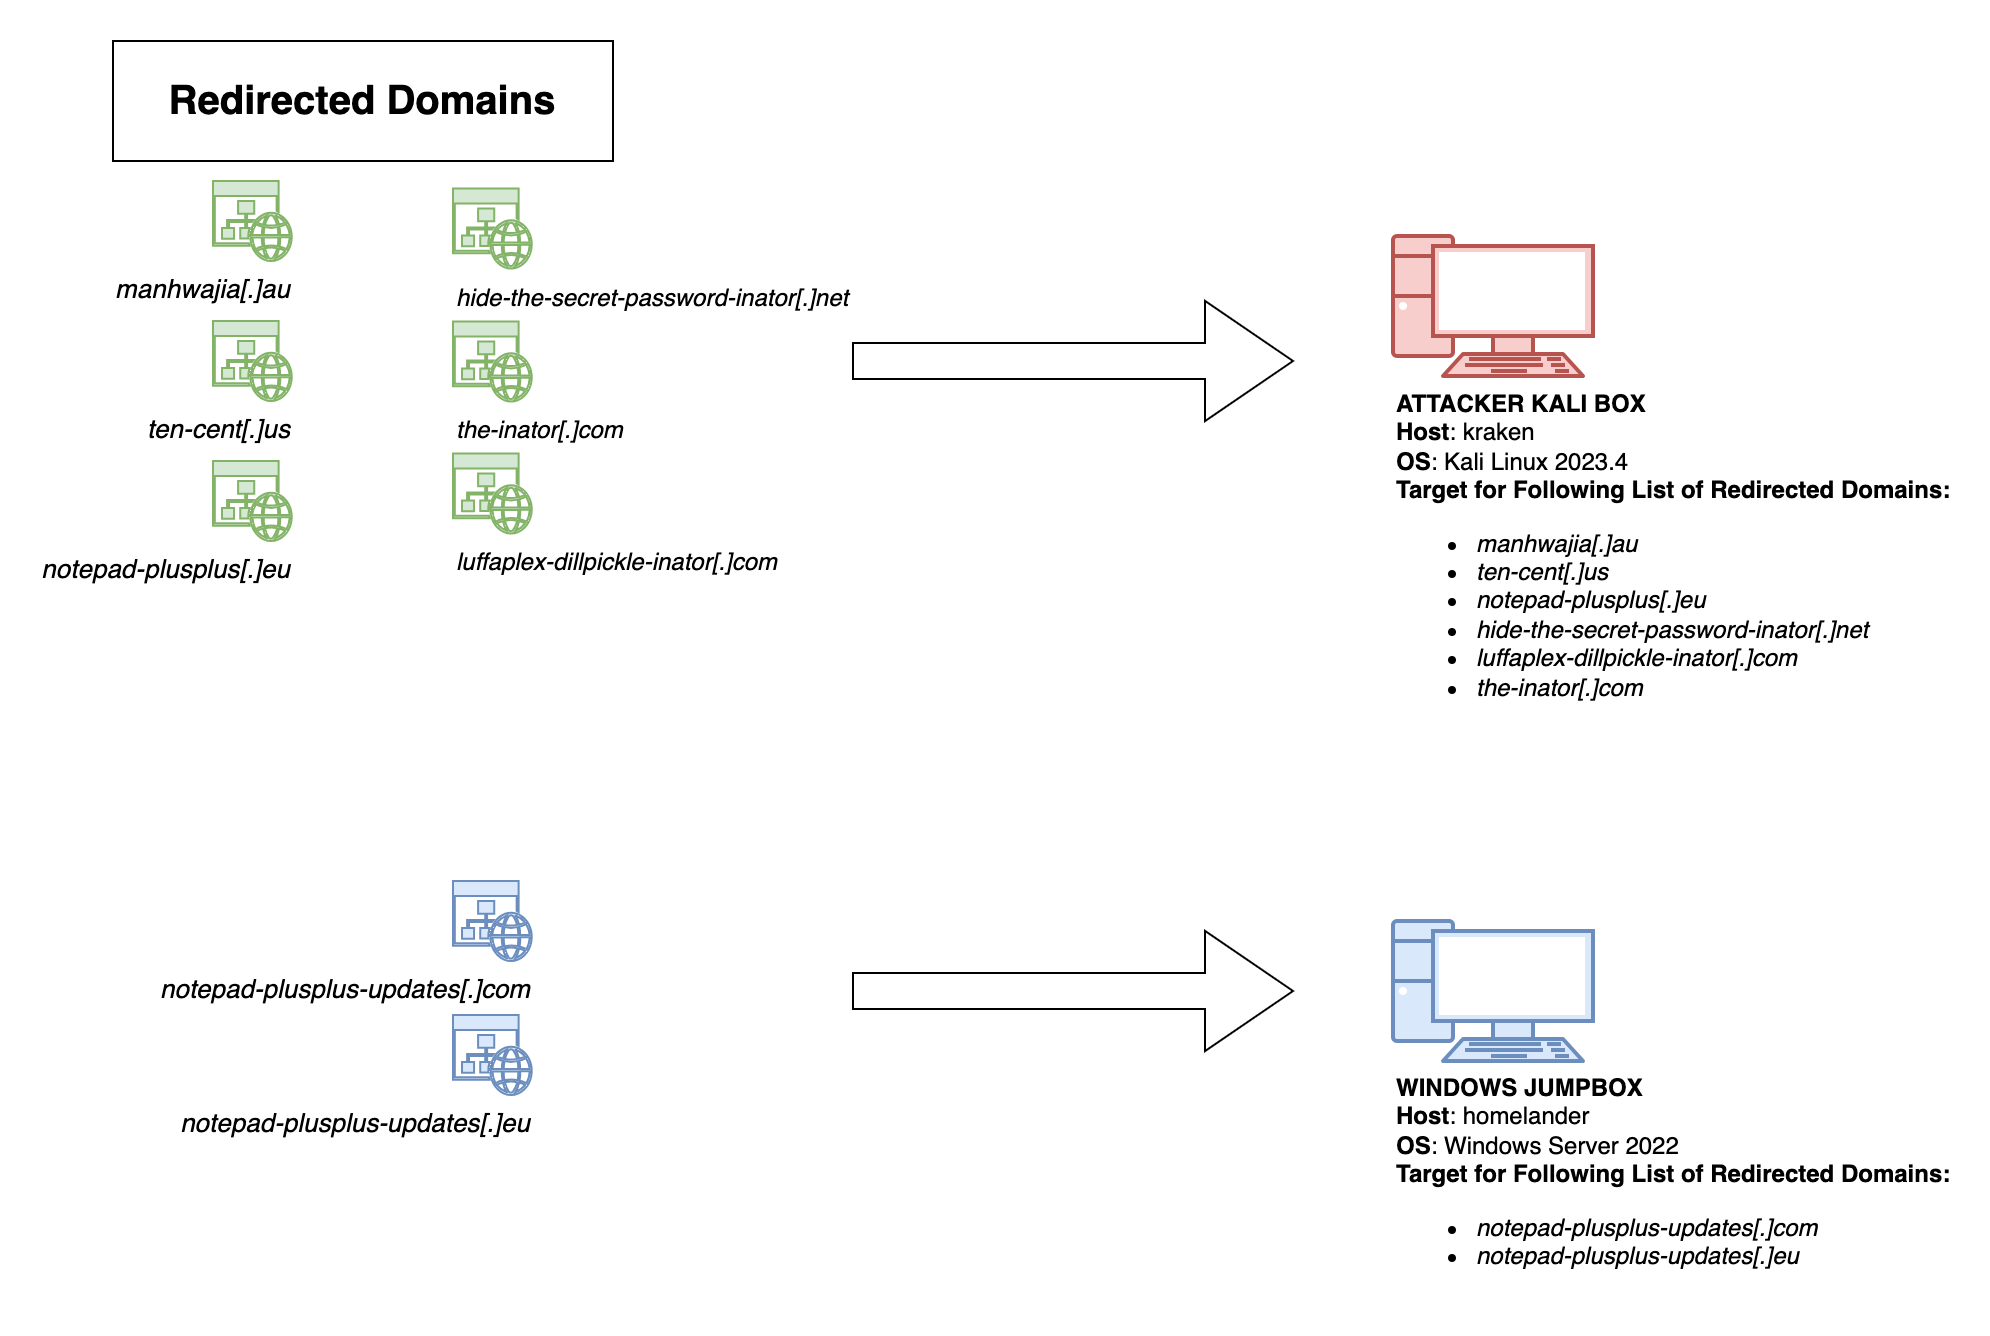 Redirected Domains
manhwajia[.]au
hide-the-secret-password-inator[.]net
ten-cent[.]us
the-inator[.]com
notepad-plusplus[.]eu
luffaplex-dillpickle-inator[.]com
ATTACKER KALI BOX
Host: kraken
OS: Kali Linux 2023.4
Target for Following List of Redirected Domains:
• manhwajia[.]au
• ten-cent[.]us
• notepad-plusplus[.]eu
• hide-the-secret-password-inator[.]net
• luffaplex-dillpickle-inator[.]com
• the-inator[.]com
notepad-plusplus-updates[.]com
notepad-plusplus-updates[.]eu
WINDOWS JUMPBOX
Host: homelander
OS: Windows Server 2022
Target for Following List of Redirected Domains:
• notepad-plusplus-updates[.]com
• notepad-plusplus-updates[.]eu